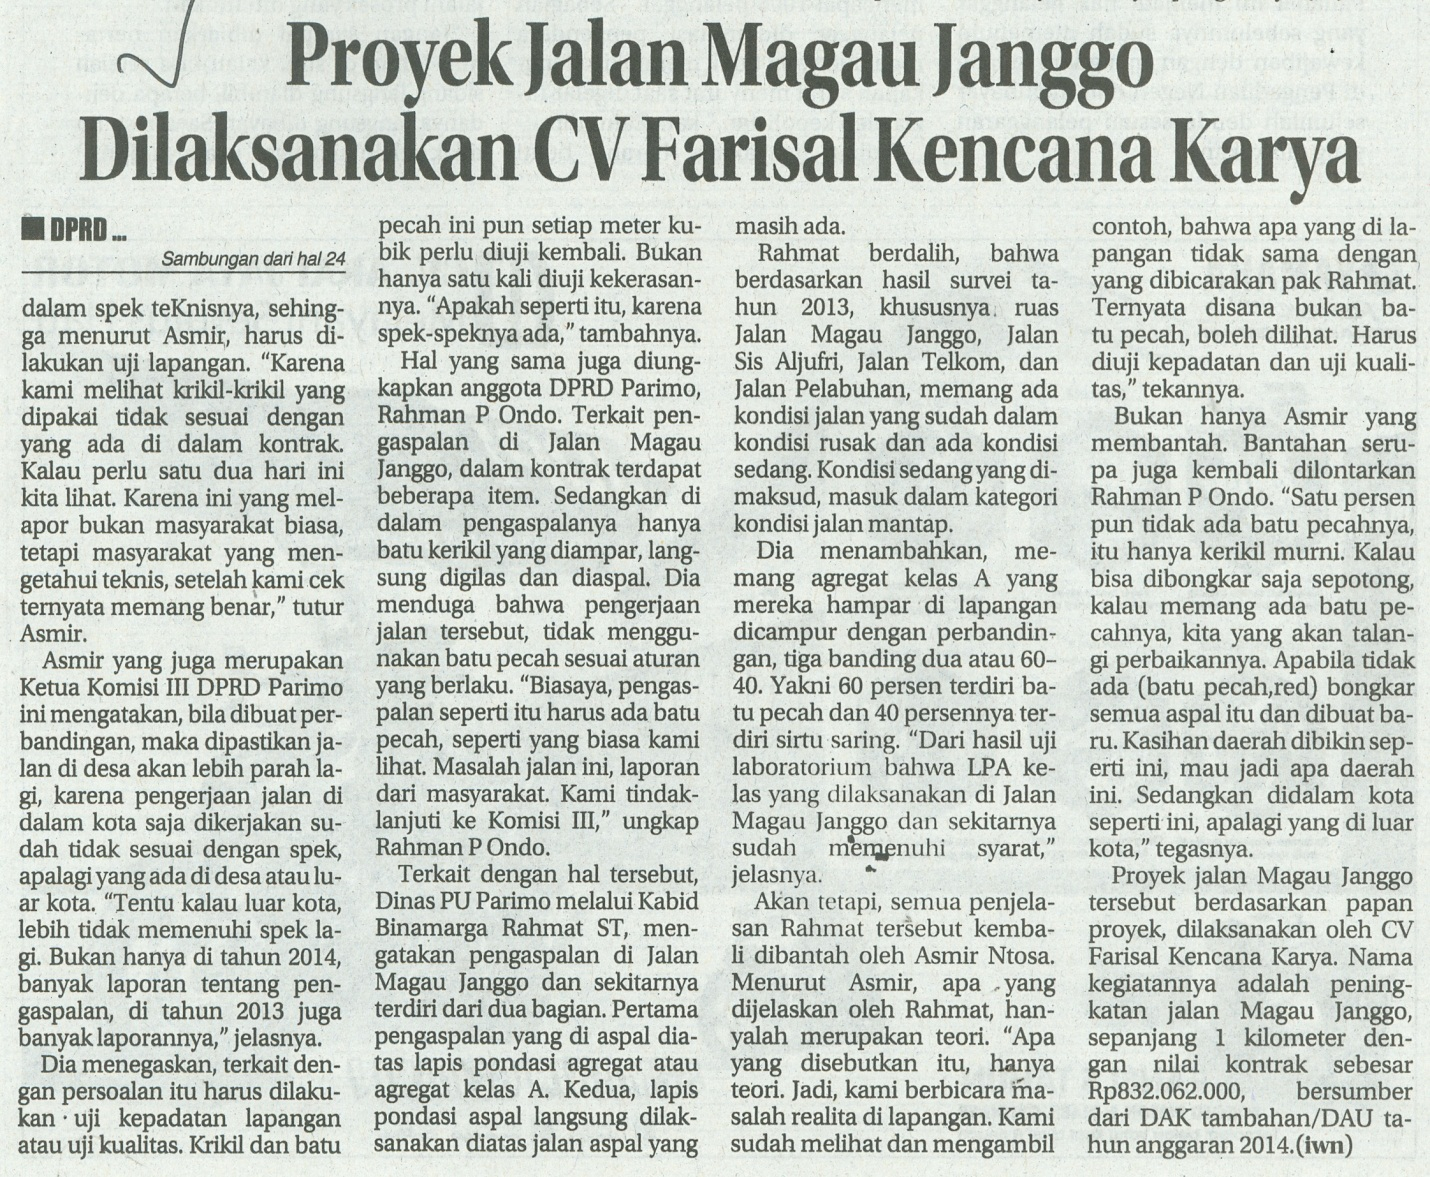 Proyek Jalan Magau Janggo
Dilaksanakan CV Farisal Kencana Karya
DPRD ...
Sambungan dari hal 24
dalam spek teKnisnya, sehing-
ga menurut Asmir, harus di-
lakukan uji lapangan. “Karena
kami melihat krikil-krikil yang
dipakai tidak sesuai dengan
yang ada di dalam kontrak.
Kalau perlu satu dua hari ini
kita lihat. Karena ini yang mel-
apor bukan masyarakat biasa,
tetapi masyarakat yang men-
getahui teknis, setelah kami cek
ternyata memang benar,” tutur
Asmir.
Asmir yang juga merupakan
Ketua Komisi III DPRD Parimo
ini mengatakan, bila dibuat per-
bandingan, maka dipastikan ja-
lan di desa akan lebih parah la-
gi, karena pengerjaan jalan di
dalam kota saja dikerjakan su-
dah tidak sesuai dengan spek,
apalagi yang ada di desa atau lu-
ar kota. “Tentu kalau luar kota,
lebih tidak memenuhi spek la-
gi. Bukan hanya di tahun 2014,
banyak laporan tentang pen-
gaspalan, di tahun 2013 juga
banyak laporannya,” jelasnya.
Dia menegaskan, terkait den-
gan persoalan itu harus dilaku-
kan uji kepadatan lapangan
atau uji kualitas. Krikil dan batu
pecah ini pun setiap meter ku-
bik perlu diuji kembali. Bukan
hanya satu kali diuji kekerasan-
nya. “Apakah seperti itu, karena
spek-speknya ada,” tambahnya.
Hal yang sama juga diung-
kapkan anggota DPRD Parimo,
Rahman P Ondo. Terkait pen-
gaspalan di Jalan Magau
Janggo, dalam kontrak terdapat
beberapa item. Sedangkan di
dalam pengaspalanya hanya
batu kerikil yang diampar, lang-
sung digilas dan diaspal. Dia
menduga bahwa pengerjaan
jalan tersebut, tidak menggu-
nakan batu pecah sesuai aturan
yang berlaku. “Biasaya, pengas-
palan seperti itu harus ada batu
pecah, seperti yang biasa kami
lihat. Masalah jalan ini, laporan
dari masyarakat. Kami tindak-
lanjuti ke Komisi III,” ungkap
Rahman P Ondo.
Terkait dengan hal tersebut,
Dinas PU Parimo melalui Kabid
Binamarga Rahmat ST, men-
gatakan pengaspalan di Jalan
Magau Janggo dan sekitarnya
terdiri dari dua bagian. Pertama
pengaspalan yang di aspal dia-
tas lapis pondasi agregat atau
agregat kelas A. Kedua, lapis
pondasi aspal langsung dilak-
sanakan diatas jalan aspal yang
masih ada.
Rahmat berdalih, bahwa
berdasarkan hasil survei ta-
hun 2013, khususnya ruas
Jalan Magau Janggo, Jalan
Sis Aljufri, Jalan Telkom, dan
Jalan Pelabuhan, memang ada
kondisi jalan yang sudah dalam
kondisi rusak dan ada kondisi
sedang. Kondisi sedang yang di-
maksud, masuk dalam kategori
kondisi jalan mantap.
Dia menambahkan, me-
mang agregat kelas A yang
mereka hampar di lapangan
dicampur dengan perbandin-
gan, tiga banding dua atau 60-
40. Yakni 60 persen terdiri ba-
tu pecah dan 40 persennya ter-
diri sirtu saring. “Dari hasil uji
laboratorium bahwa LPA ke-
las yang dilaksanakan di Jalan
Magau Janggo dan sekitarnya
sudah memenuhi syarat,”
jelasnya.
Akan tetapi, semua penjela-
san Rahmat tersebut kemba-
li dibantah oleh Asmir Ntosa.
Menurut Asmir, apa yang
dijelaskan oleh Rahmat, han-
yalah merupakan teori. “Apa
yang disebutkan itu, hanya
teori. Jadi, kami berbicara ma-
salah realita di lapangan. Kami
sudah melihat dan mengambil
contoh, bahwa apa yang di la-
pangan tidak sama dengan
yang dibicarakan pak Rahmat.
Ternyata disana bukan ba-
tu pecah, boleh dilihat. Harus
diuji kepadatan dan uji kuali-
tas,” tekannya.
Bukan hanya Asmir yang
membantah. Bantahan seru-
pa juga kembali dilontarkan
Rahman P Ondo. “Satu persen
pun tidak ada batu pecahnya,
itu hanya kerikil murni. Kalau
bisa dibongkar saja sepotong,
kalau memang ada batu pe-
cahnya, kita yang akan talan-
gi perbaikannya. Apabila tidak
ada (batu pecah,red) bongkar
semua aspal itu dan dibuat ba-
ru. Kasihan daerah dibikin sep-
erti ini, mau jadi apa daerah
ini. Sedangkan didalam kota
seperti ini, apalagi yang di luar
kota,” tegasnya.
Proyek jalan Magau Janggo
tersebut berdasarkan papan
proyek, dilaksanakan oleh CV
Farisal Kencana Karya. Nama
kegiatannya adalah pening-
katan jalan Magau Janggo,
sepanjang 1 kilometer den-
gan nilai kontrak sebesar
Rp832.062.000, bersumber
dari DAK tambahan/DAU ta-
hun anggaran 2014.(iwn)